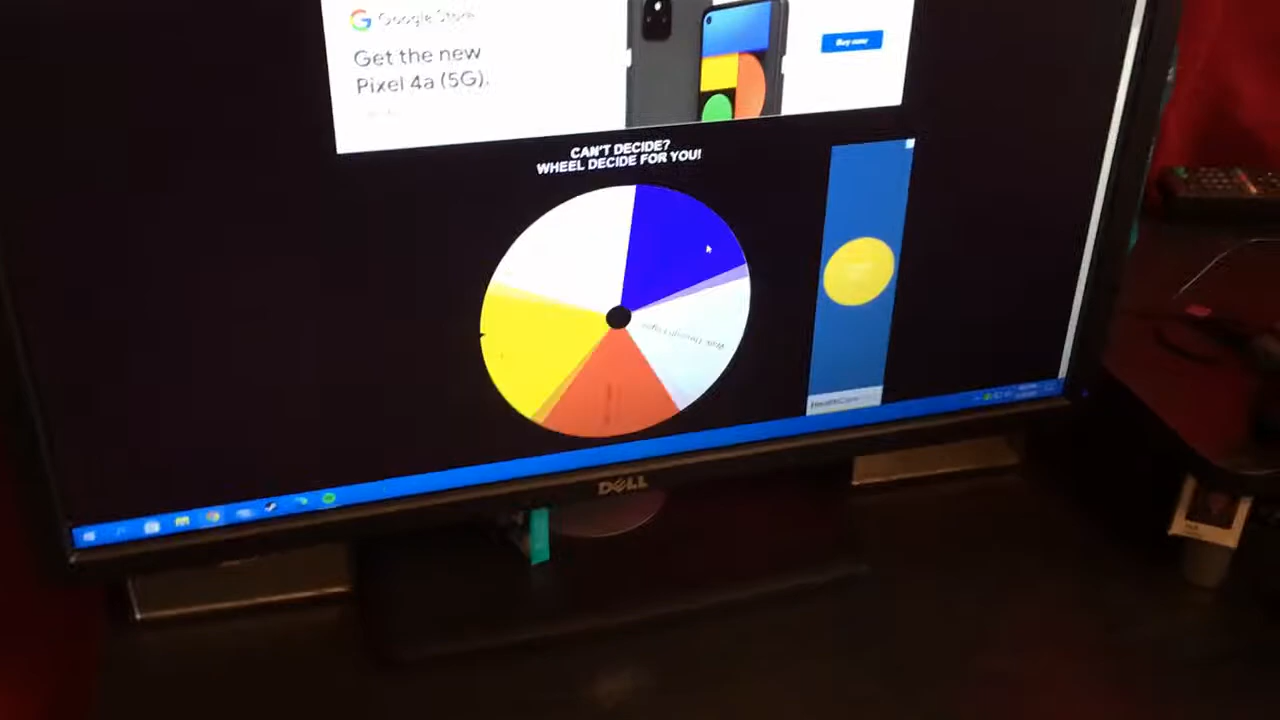 Google Store
Get the new
Pixel 4a (5G).
Buy now
CAN'T DECIDE?
WHEEL DECIDE FOR YOU!
DELL